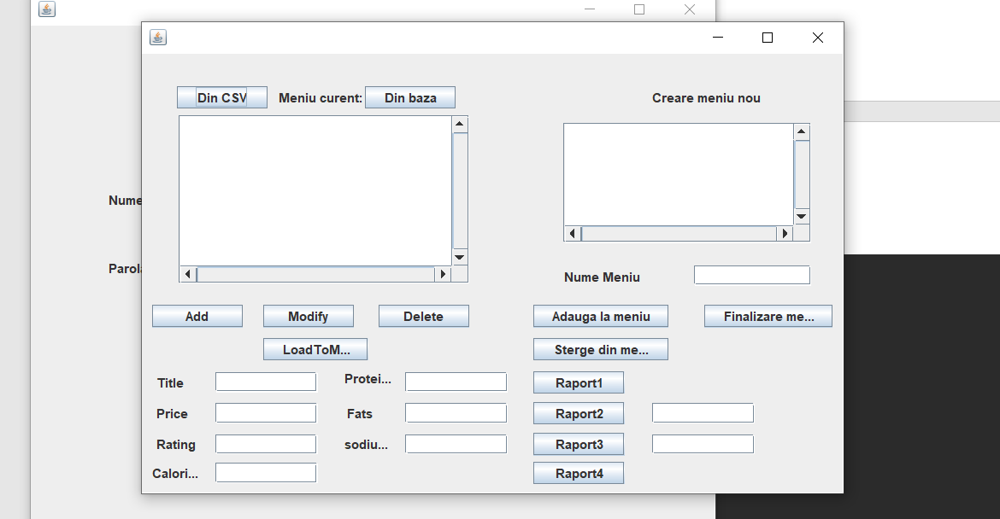 Din CSV Meniu curent: Din baza Creare meniu nou
Nume
Parola
Nume Meniu
Add Modify Delete Adauga la meniu Finalizare me...
LoadToM... Sterge din me...
Title Protei... Raport1
Price Fats Raport2
Rating sodiu... Raport3
Calori... Raport4